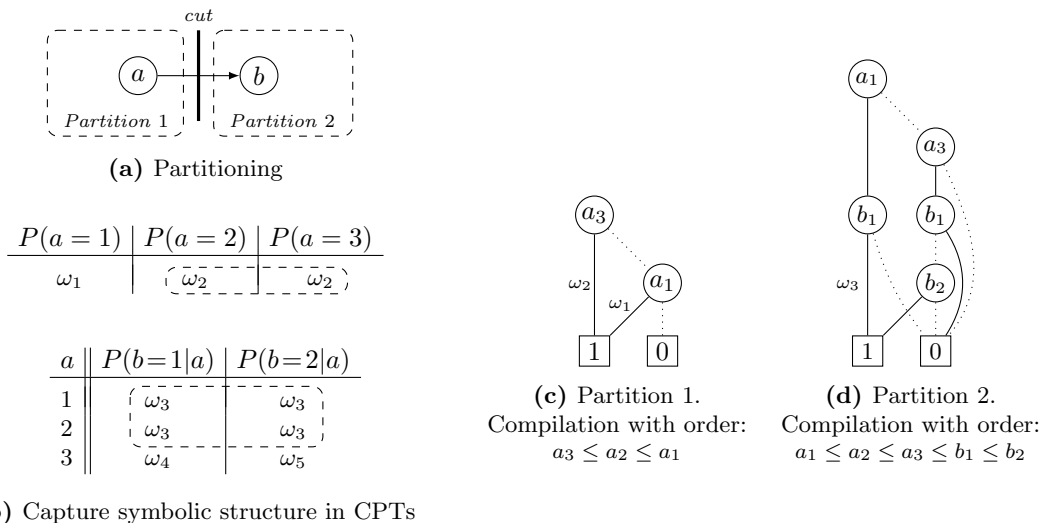 cut
a
b
Partition 1
Partition 2
(a) Partitioning
P(a = 1) P(a = 2) P(a = 3)
ω₁ ω₂ ω₂
a P(b=1|a) P(b=2|a)
1 ω₃ ω₃
2 ω₃ ω₃
3 ω₄ ω₅
) Capture symbolic structure in CPTs
a₃
a₁
ω₂
ω₁
1 0
(c) Partition 1.
Compilation with order:
a₃ ≤ a₂ ≤ a₁
a₁
a₃
b₁ b₁
b₂
ω₃
1 0
(d) Partition 2.
Compilation with order:
a₁ ≤ a₂ ≤ a₃ ≤ b₁ ≤ b₂